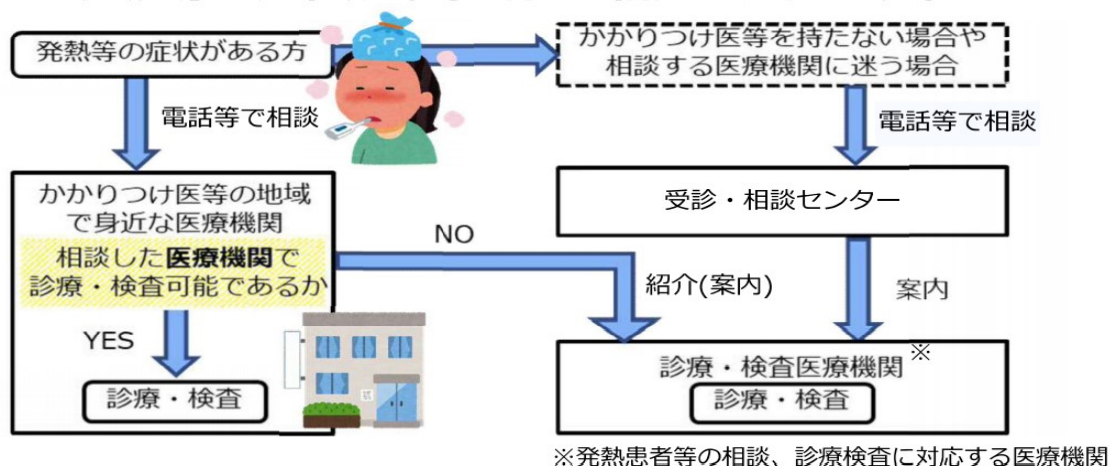 発熱等の症状がある方
かかりつけ医等を持たない場合や
相談する医療機関に迷う場合
電話等で相談
電話等で相談
かかりつけ医等の地域
で身近な医療機関
相談した医療機関で
診療・検査可能であるか
受診・相談センター
NO
紹介(案内)
案内
YES
診療・検査
診療・検査医療機関※
診療・検査
※発熱患者等の相談、診療検査に対応する医療機関